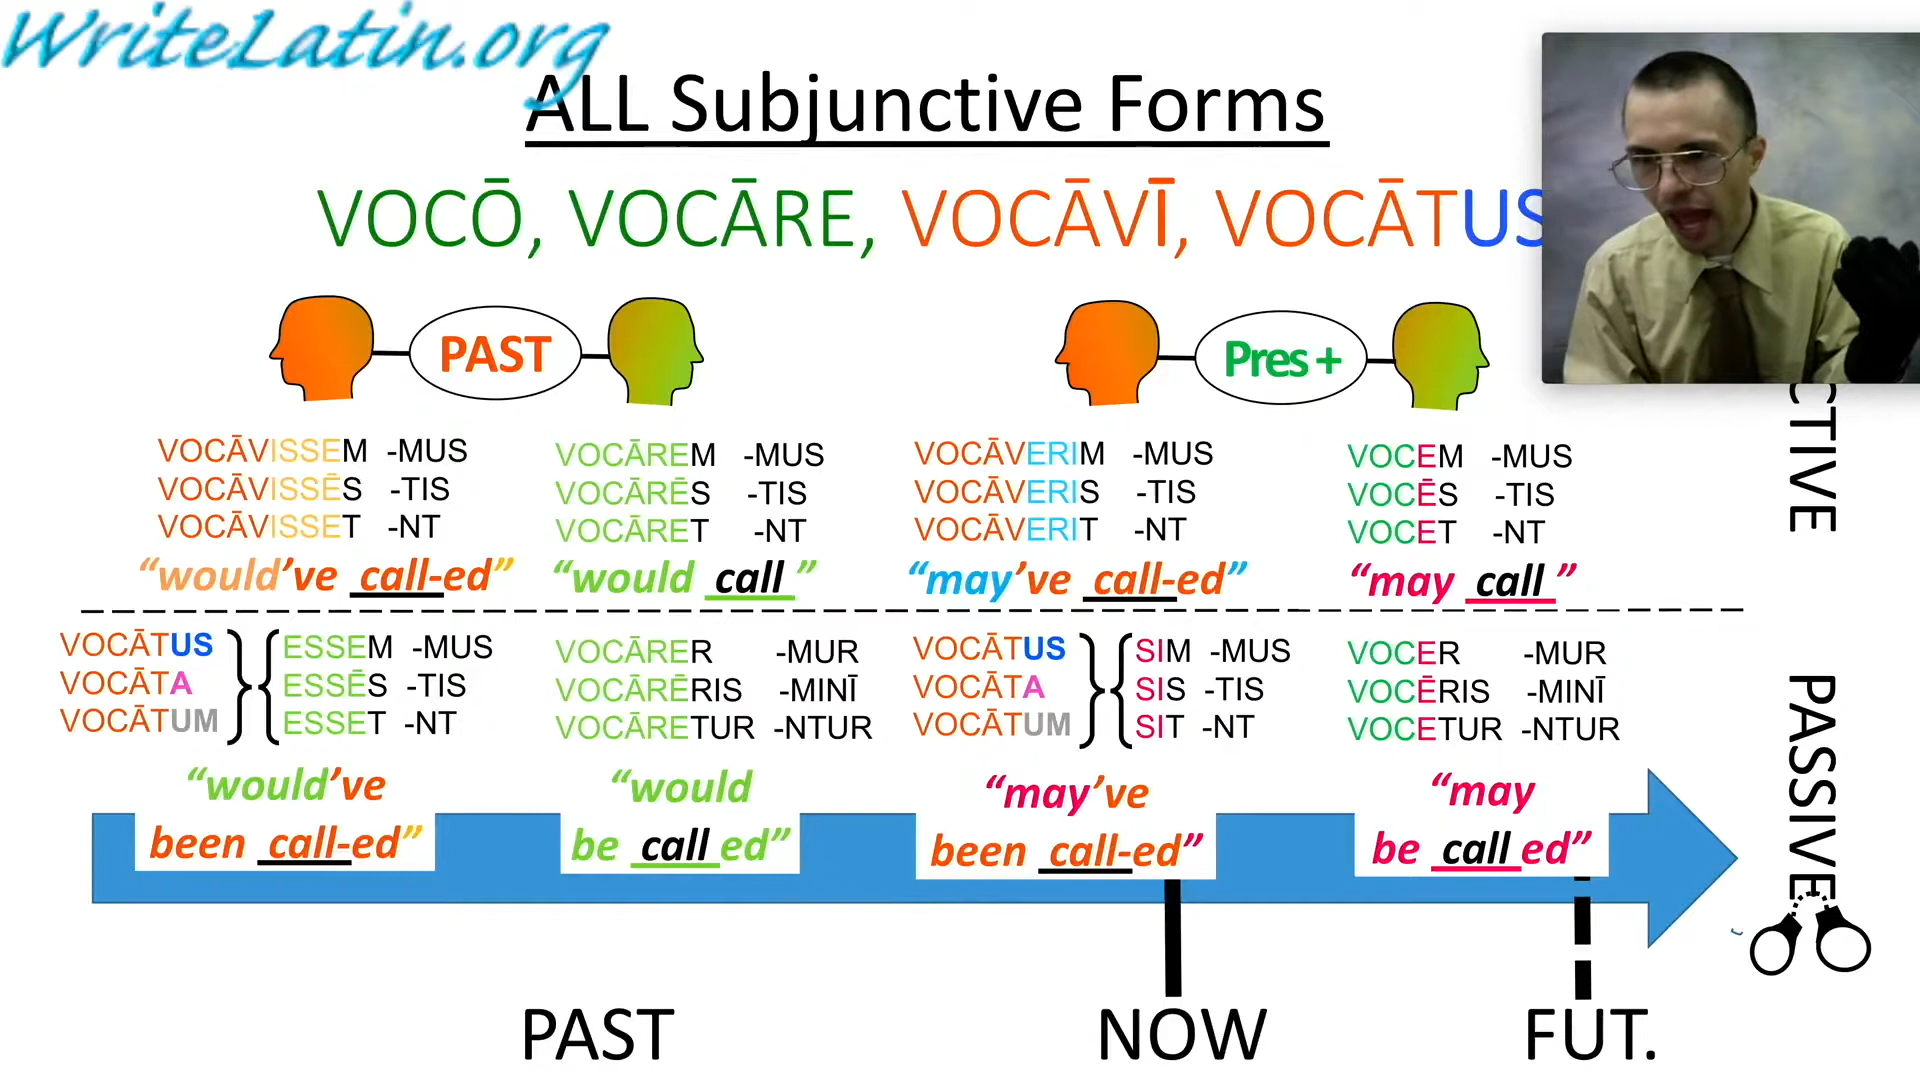 WriteLatin.org
ALL Subjunctive Forms
VOCŌ, VOCĀRE, VOCĀVĪ, VOCĀTUS
PAST
Pres +
VOCĀVISSEM -MUS
VOCĀVISSĒS -TIS
VOCĀVISSET -NT
"would've call-ed"
VOCĀREM -MUS
VOCĀRĒS -TIS
VOCĀRET -NT
"would call "
VOCĀVERIM -MUS
VOCĀVERIS -TIS
VOCĀVERIT -NT
"may've call-ed"
VOCEM -MUS
VOCĒS -TIS
VOCET -NT
"may call "
CTIVE
VOCĀTUS
VOCĀTA
VOCĀTUM
ESSEM -MUS
ESSĒS -TIS
ESSET -NT
"would've
been call-ed"
VOCĀRER -MUR
VOCĀRĒRIS -MINĪ
VOCĀRETUR -NTUR
"would
be call ed"
VOCĀTUS
VOCĀTA
VOCĀTUM
SIM -MUS
SIS -TIS
SIT -NT
"may've
been call-ed"
VOCER -MUR
VOCĒRIS -MINĪ
VOCETUR -NTUR
"may
be call ed"
PASSIVE
PAST
NOW
FUT.